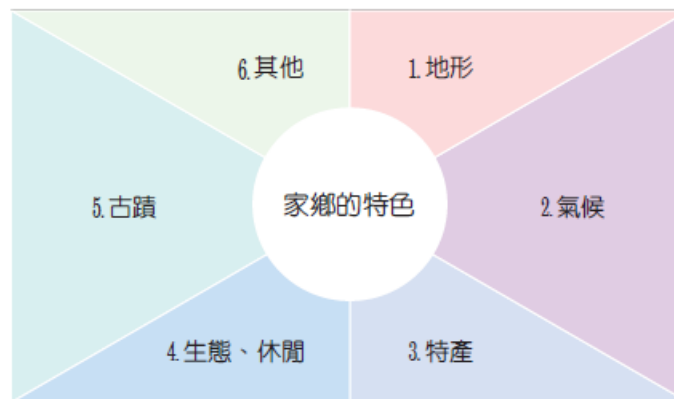 家鄉的特色
1.地形
2.氣候
3.特產
4.生態、休閒
5.古蹟
6.其他